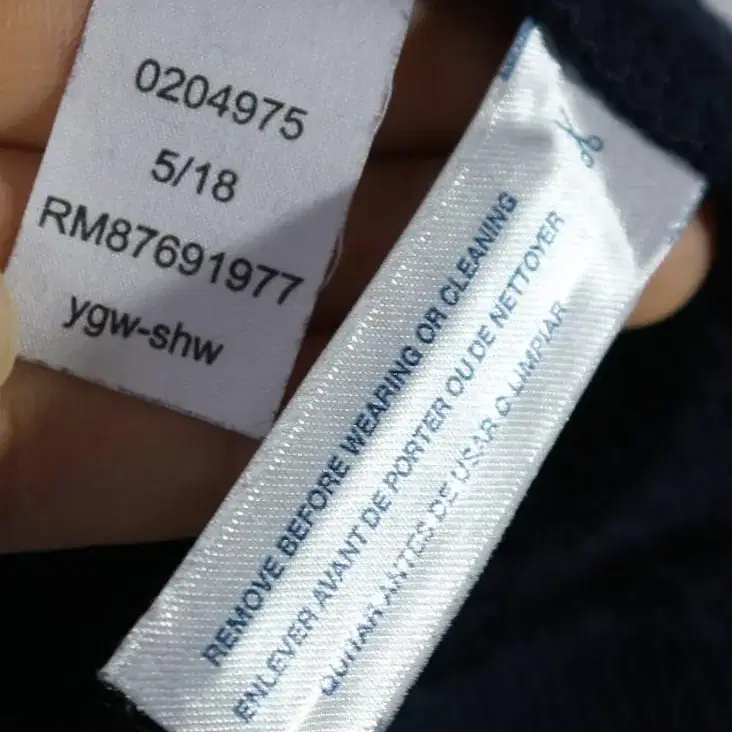 0204975
5/18
RM87691977
ygw-shw
REMOVE BEFORE WEARING OR CLEANING
ENLEVER AVANT DE PORTER OU DE NETTOYER
QUITAR ANTES DE USAR O LIMPIAR